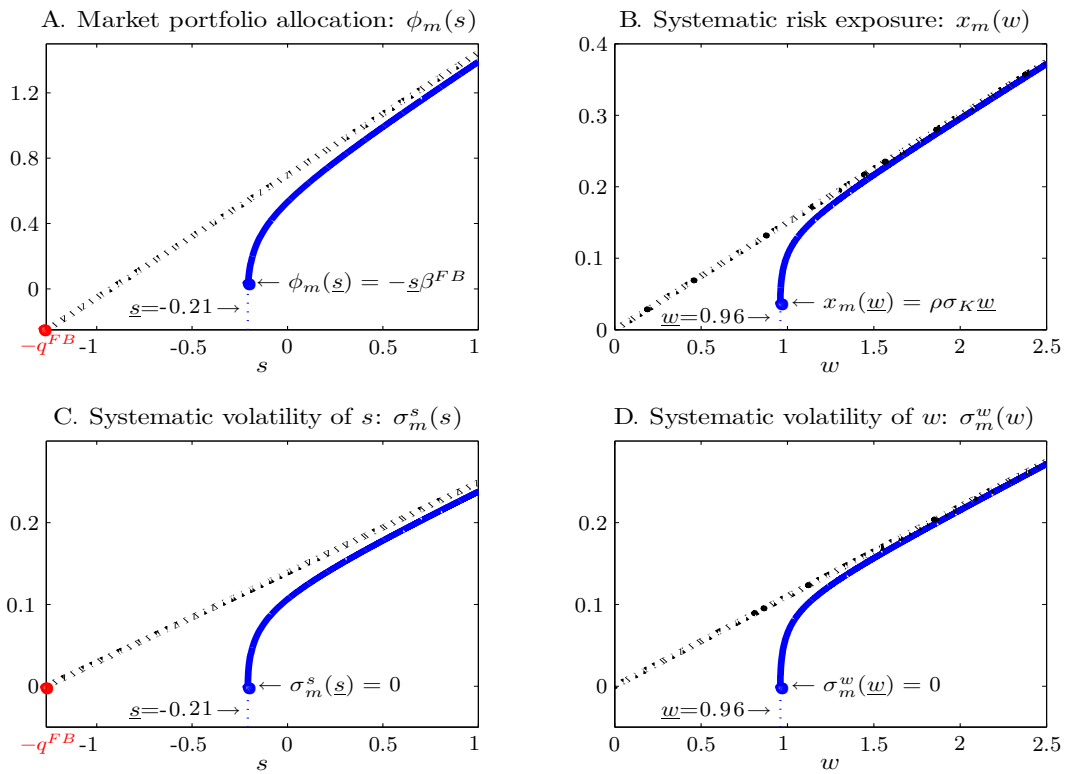 A. Market portfolio allocation: ϕ_m(s)
1.2
0.8
0.4
0
← ϕ_m(s̲) = −s̲β^{FB}
s̲=-0.21→
−q^{FB} -1 -0.5 0 0.5 1
s
B. Systematic risk exposure: x_m(w)
0.4
0.3
0.2
0.1
0
← x_m(w̲) = ρσ_K w̲
w̲=0.96→
0 0.5 1 1.5 2 2.5
w
C. Systematic volatility of s: σ^s_m(s)
0.2
0.1
0
← σ^s_m(s̲) = 0
s̲=-0.21→
−q^{FB} -1 -0.5 0 0.5 1
s
D. Systematic volatility of w: σ^w_m(w)
0.2
0.1
0
← σ^w_m(w̲) = 0
w̲=0.96→
0 0.5 1 1.5 2 2.5
w